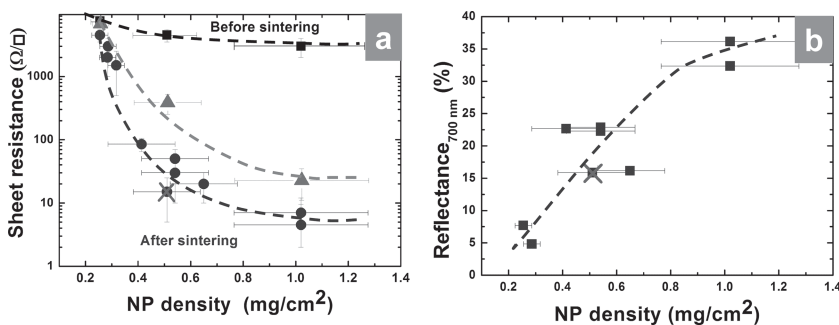 a
Before sintering
After sintering
Sheet resistance (Ω/□)
1000
100
10
1
0.2 0.4 0.6 0.8 1.0 1.2 1.4
NP density (mg/cm²)
b
Reflectance₇₀₀ ₙₘ (%)
40
35
30
25
20
15
10
5
0
0.2 0.4 0.6 0.8 1.0 1.2 1.4
NP density (mg/cm²)